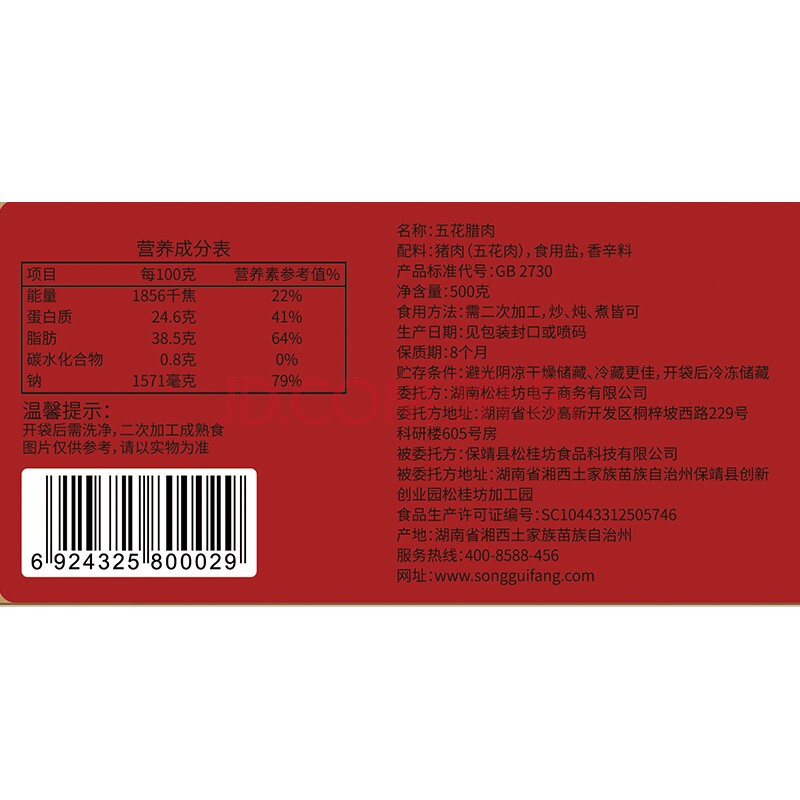 营养成分表
项目 每100克 营养素参考值%
能量 1856千焦 22%
蛋白质 24.6克 41%
脂肪 38.5克 64%
碳水化合物 0.8克 0%
钠 1571毫克 79%
温馨提示：
开袋后需洗净，二次加工成熟食
图片仅供参考，请以实物为准
6 924325 800029
名称：五花腊肉
配料：猪肉（五花肉），食用盐，香辛料
产品标准代号：GB 2730
净含量：500克
食用方法：需二次加工，炒、炖、煮皆可
生产日期：见包装封口或喷码
保质期：8个月
贮存条件：避光阴凉干燥储藏、冷藏更佳，开袋后冷冻储藏
委托方：湖南松桂坊电子商务有限公司
委托方地址：湖南省长沙高新开发区桐梓坡西路229号
科研楼605号房
被委托方：保靖县松桂坊食品科技有限公司
被委托方地址：湖南省湘西土家族苗族自治州保靖县创新
创业园松桂坊加工园
食品生产许可证编号：SC10443312505746
产地：湖南省湘西土家族苗族自治州
服务热线：400-8588-456
网址：www.songguifang.com